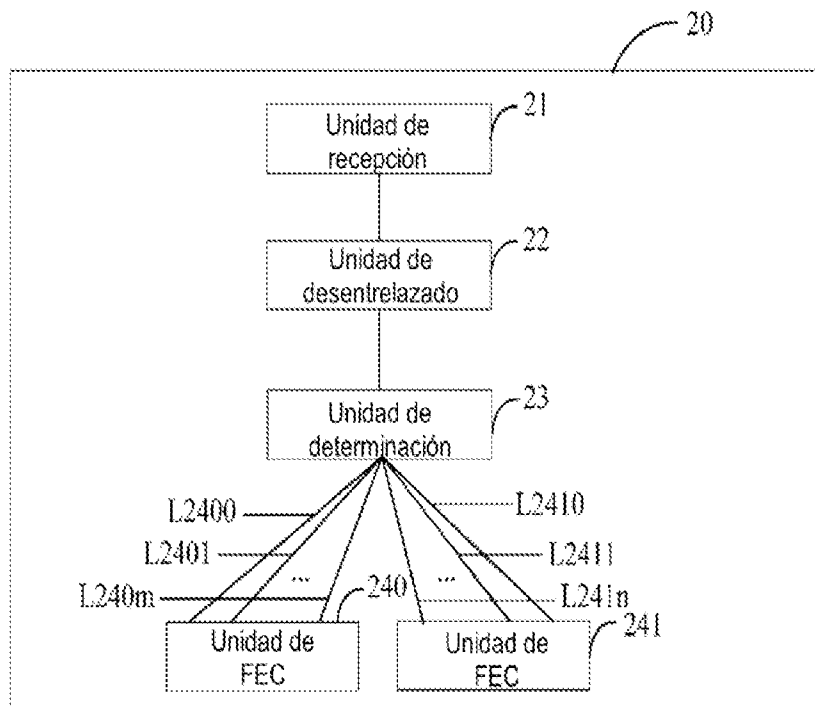 20
Unidad de
recepción
21
Unidad de
desentrelazado
22
Unidad de
determinación
23
L2400
L2410
L2401
L2411
...
...
L240m
240
L241n
Unidad de
FEC
Unidad de
FEC
241